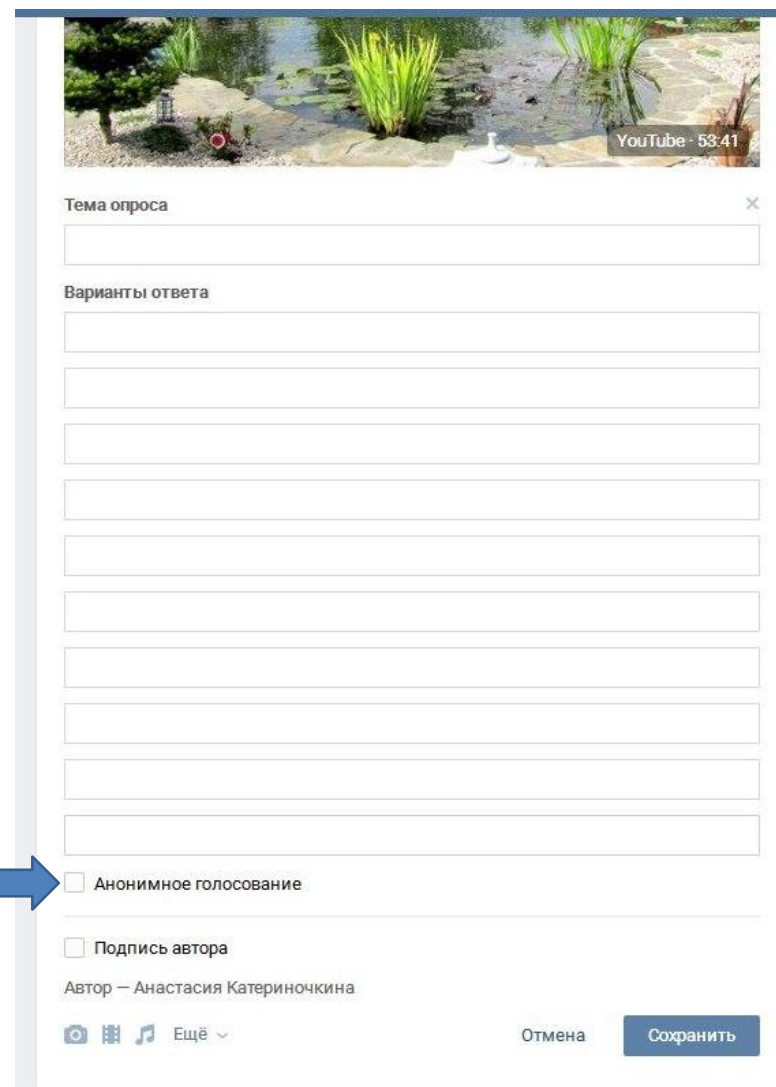 YouTube · 53:41
Тема опроса
Варианты ответа
Анонимное голосование
Подпись автора
Автор — Анастасия Катериночкина
Ещё
Отмена
Сохранить